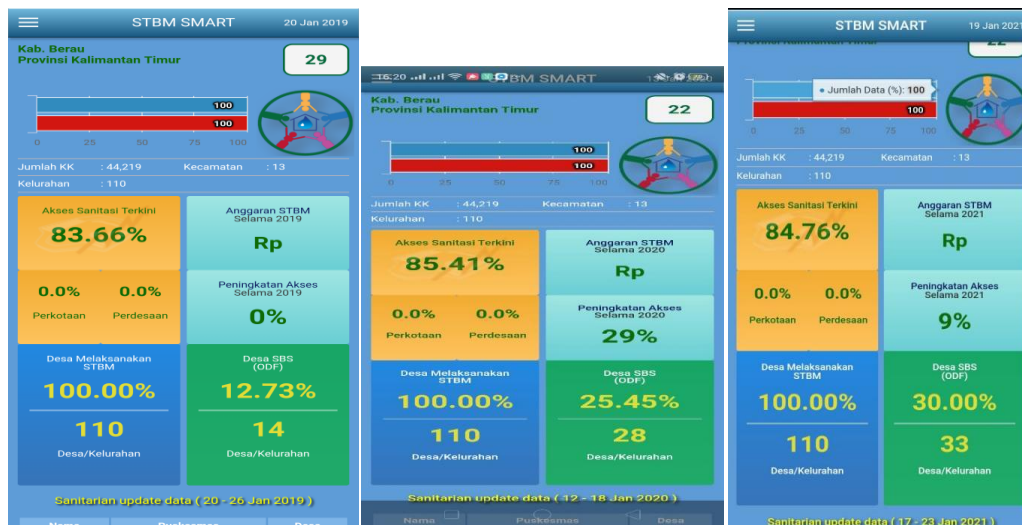 STBM SMART
20 Jan 2019
Kab. Berau
Provinsi Kalimantan Timur
29
100
100
0 25 50 75 100
Jumlah KK : 44,219 Kecamatan : 13
Kelurahan : 110
Akses Sanitasi Terkini
83.66%
Anggaran STBM
Selama 2019
Rp
0.0% 0.0%
Perkotaan Perdesaan
Peningkatan Akses
Selama 2019
0%
Desa Melaksanakan
STBM
100.00%
110
Desa/Kelurahan
Desa SBS
(ODF)
12.73%
14
Desa/Kelurahan
Sanitarian update data ( 20 - 26 Jan 2019 )
Nama Puskesmas Desa
16:20
SMART
Kab. Berau
Provinsi Kalimantan Timur
22
100
100
0 25 50 75 100
Jumlah KK : 44,219 Kecamatan : 13
Kelurahan : 110
Akses Sanitasi Terkini
85.41%
Anggaran STBM
Selama 2020
Rp
0.0% 0.0%
Perkotaan Perdesaan
Peningkatan Akses
Selama 2020
29%
Desa Melaksanakan
STBM
100.00%
110
Desa/Kelurahan
Desa SBS
(ODF)
25.45%
28
Desa/Kelurahan
Sanitarian update data ( 12 - 18 Jan 2020 )
Nama Puskesmas Desa
STBM SMART
19 Jan 2021
Jumlah Data (%): 100
100
0 25 50 75 100
Jumlah KK : 44,219 Kecamatan : 13
Kelurahan : 110
Akses Sanitasi Terkini
84.76%
Anggaran STBM
Selama 2021
Rp
0.0% 0.0%
Perkotaan Perdesaan
Peningkatan Akses
Selama 2021
9%
Desa Melaksanakan
STBM
100.00%
110
Desa/Kelurahan
Desa SBS
(ODF)
30.00%
33
Desa/Kelurahan
Sanitarian update data ( 17 - 23 Jan 2021 )